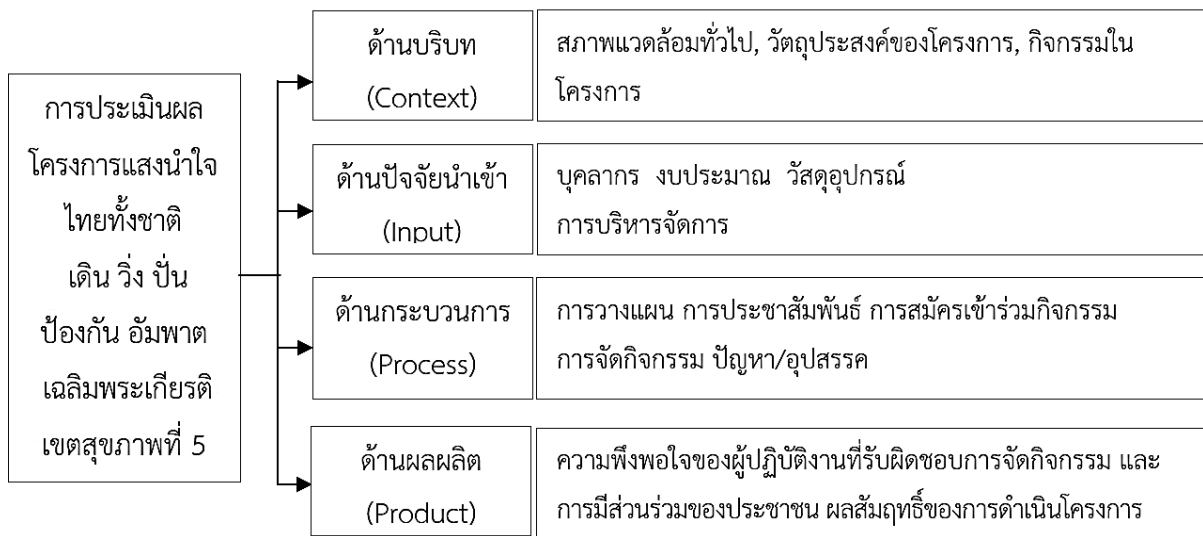 การประเมินผล
โครงการแสงนำใจ
ไทยทั้งชาติ
เดิน วิ่ง ปั่น
ป้องกัน อัมพาต
เฉลิมพระเกียรติ
เขตสุขภาพที่ 5
ด้านบริบท
(Context)
สภาพแวดล้อมทั่วไป, วัตถุประสงค์ของโครงการ, กิจกรรมใน
โครงการ
ด้านปัจจัยนำเข้า
(Input)
บุคลากร งบประมาณ วัสดุอุปกรณ์
การบริหารจัดการ
ด้านกระบวนการ
(Process)
การวางแผน การประชาสัมพันธ์ การสมัครเข้าร่วมกิจกรรม
การจัดกิจกรรม ปัญหา/อุปสรรค
ด้านผลผลิต
(Product)
ความพึงพอใจของผู้ปฏิบัติงานที่รับผิดชอบการจัดกิจกรรม และ
การมีส่วนร่วมของประชาชน ผลสัมฤทธิ์ของการดำเนินโครงการ